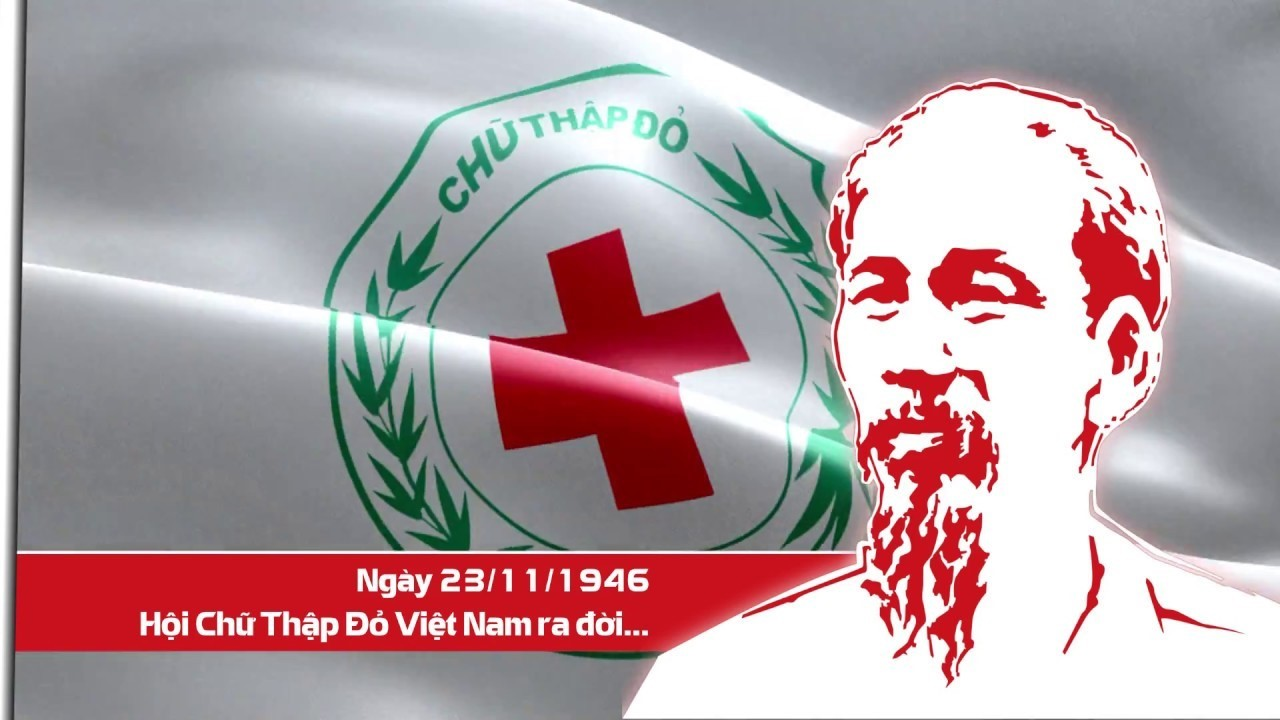 CHỮ THẬP ĐỎ
Ngày 23/11/1946
Hội Chữ Thập Đỏ Việt Nam ra đời...